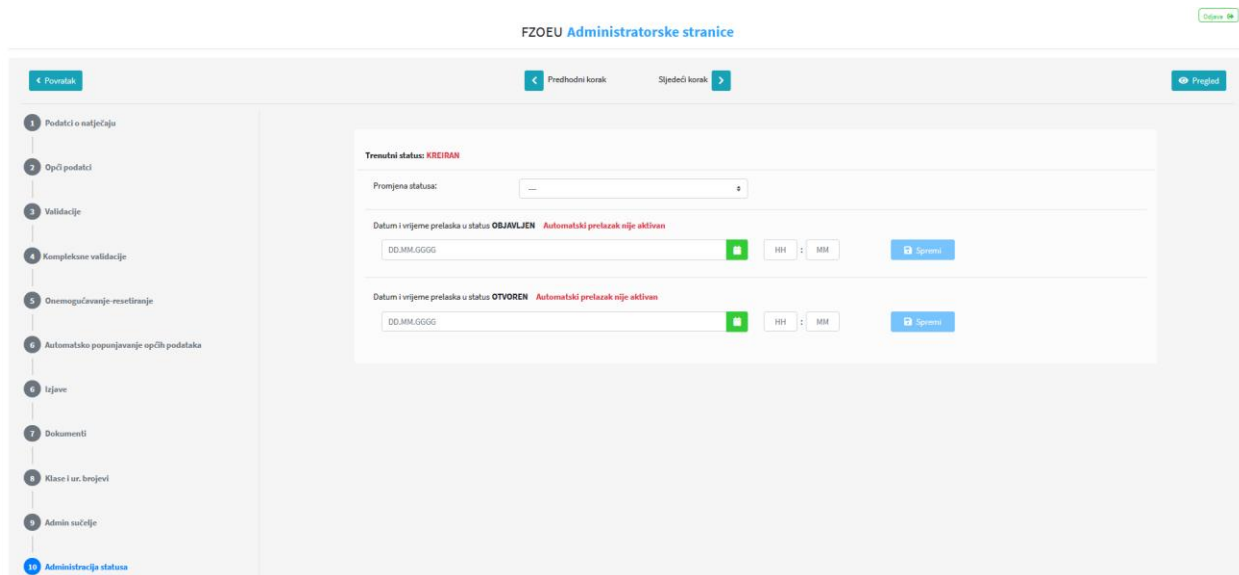 Odjava
FZOEU Administratorske stranice
Povratak
Predhodni korak
Sljedeći korak
Pregled
1 Podatci o natječaju
2 Opći podatci
3 Validacije
4 Kompleksne validacije
5 Onemogućavanje-resetiranje
6 Automatsko popunjavanje općih podataka
6 Izjave
7 Dokumenti
8 Klase i ur. brojevi
9 Admin sučelje
10 Administracija statusa
Trenutni status: KREIRAN
Promjena statusa: ---
Datum i vrijeme prelaska u status OBJAVLJEN Automatski prelazak nije aktivan
DD.MM.GGGG HH : MM Spremi
Datum i vrijeme prelaska u status OTVOREN Automatski prelazak nije aktivan
DD.MM.GGGG HH : MM Spremi